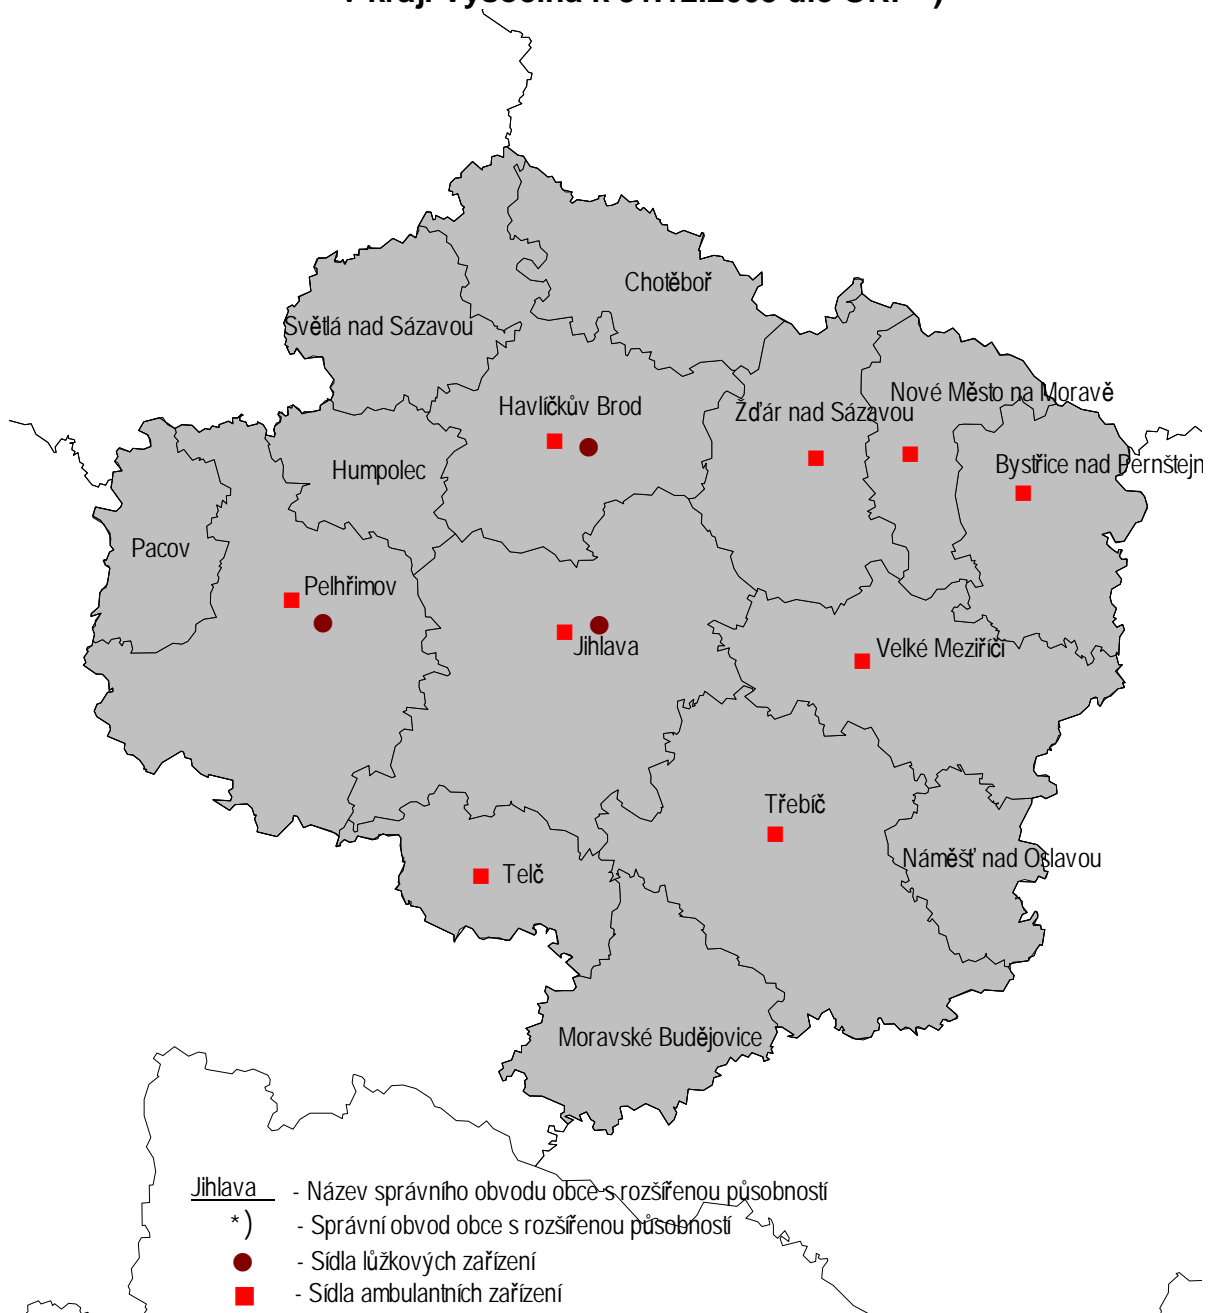 Chotěboř
Světlá nad Sázavou
Nové Město na Moravě
Havlíčkův Brod
Žďár nad Sázavou
Humpolec
Bystřice nad Pernštejn
Pacov
Pelhřimov
Jihlava
Velké Meziříčí
Třebíč
Náměšť nad Oslavou
Telč
Moravské Budějovice
Jihlava - Název správního obvodu obce s rozšířenou působností
*) - Správní obvod obce s rozšířenou působností
- Sídla lůžkových zařízení
- Sídla ambulantních zařízení